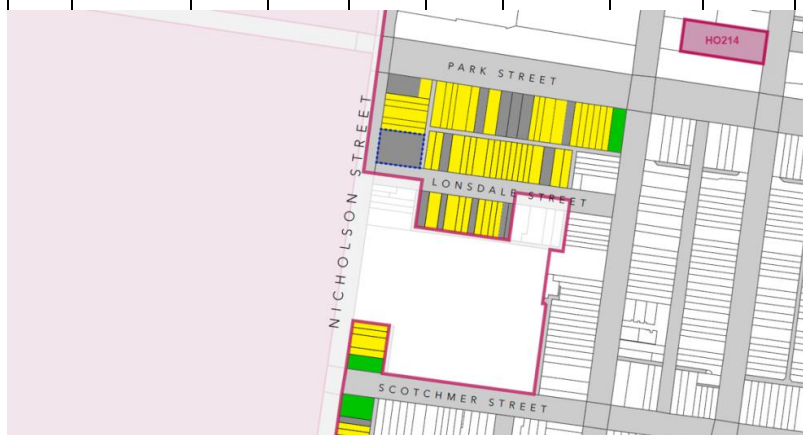 HO214
PARK STREET
NICHOLSON STREET
LONSDALE STREET
SCOTCHMER STREET